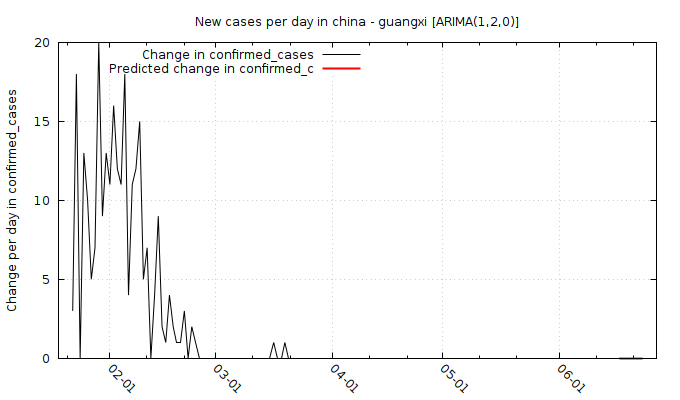 New cases per day in china - guangxi [ARIMA(1,2,0)]
Change in confirmed_cases
Predicted change in confirmed_c
Change per day in confirmed_cases
20
15
10
5
0
02-01
03-01
04-01
05-01
06-01